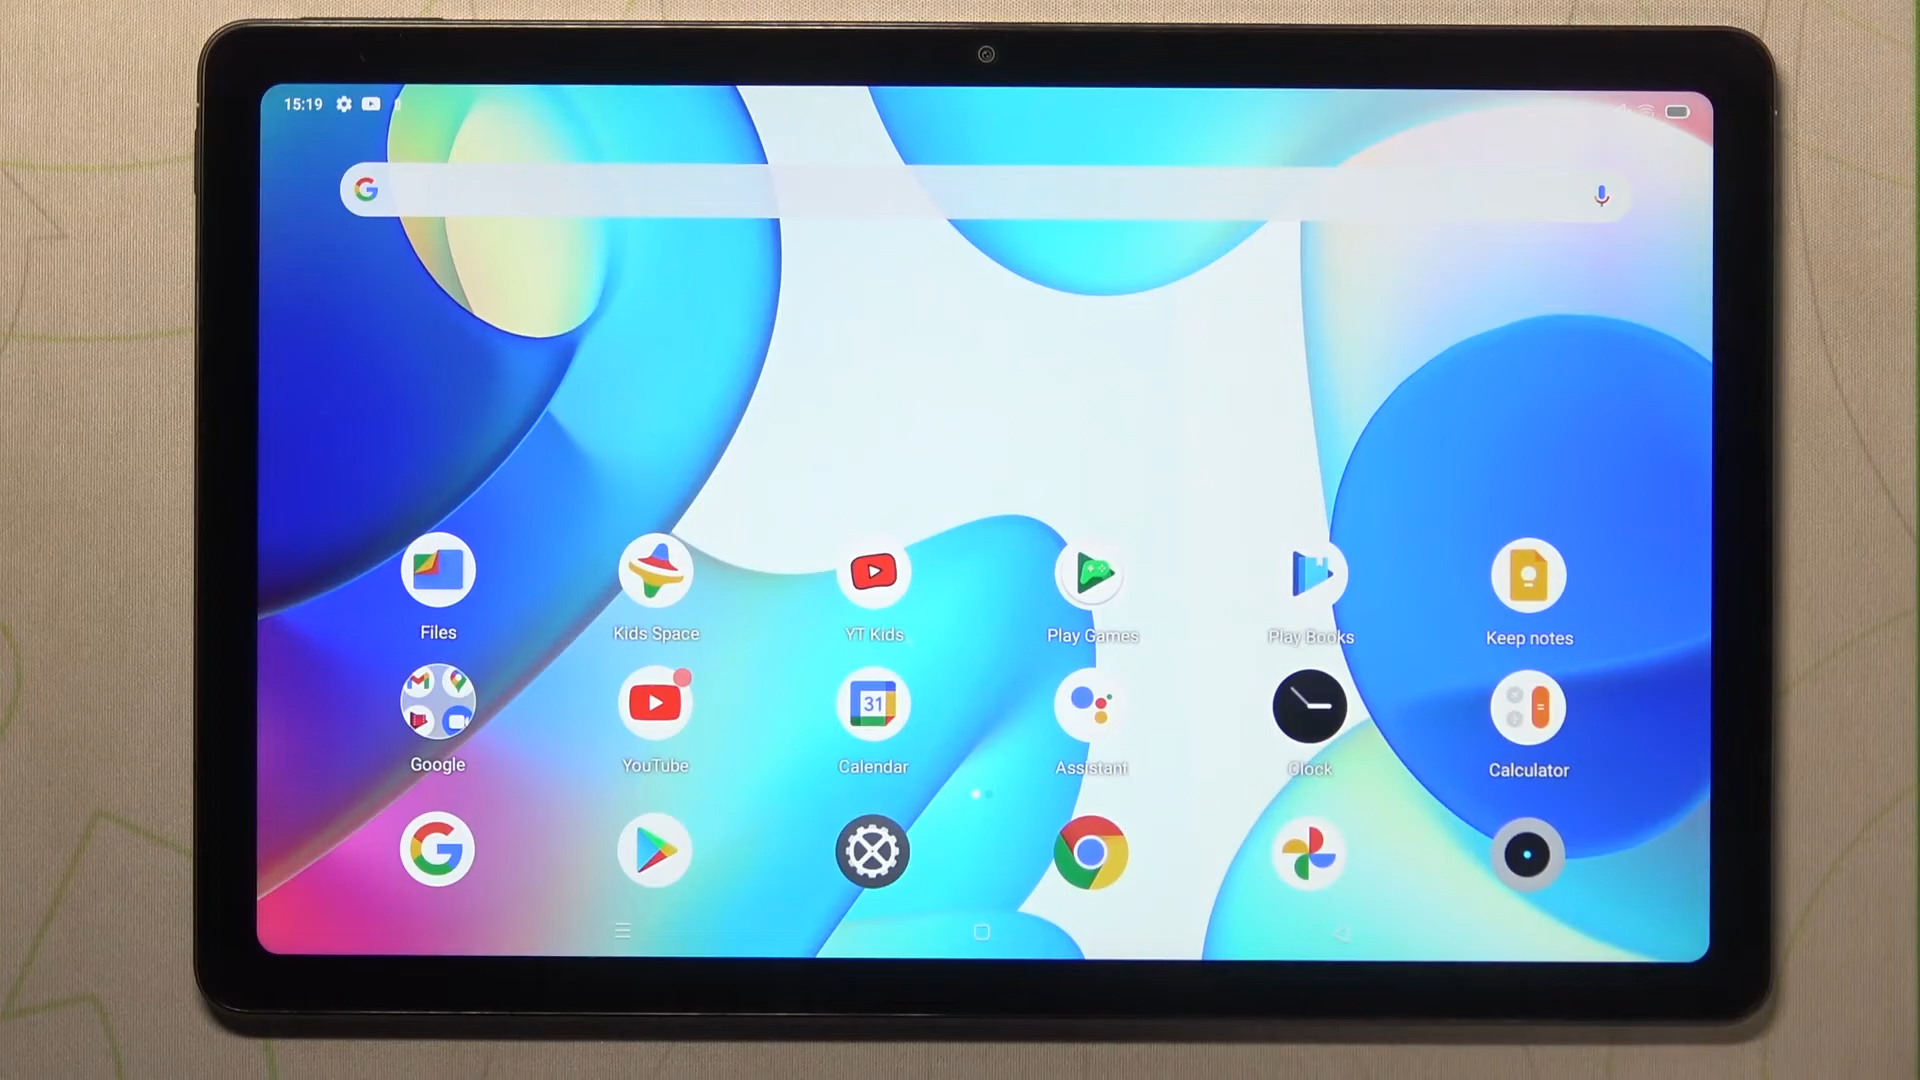 15:19
Files Kids Space YT Kids Play Games Play Books Keep notes
31
Google YouTube Calendar Assistant Clock Calculator